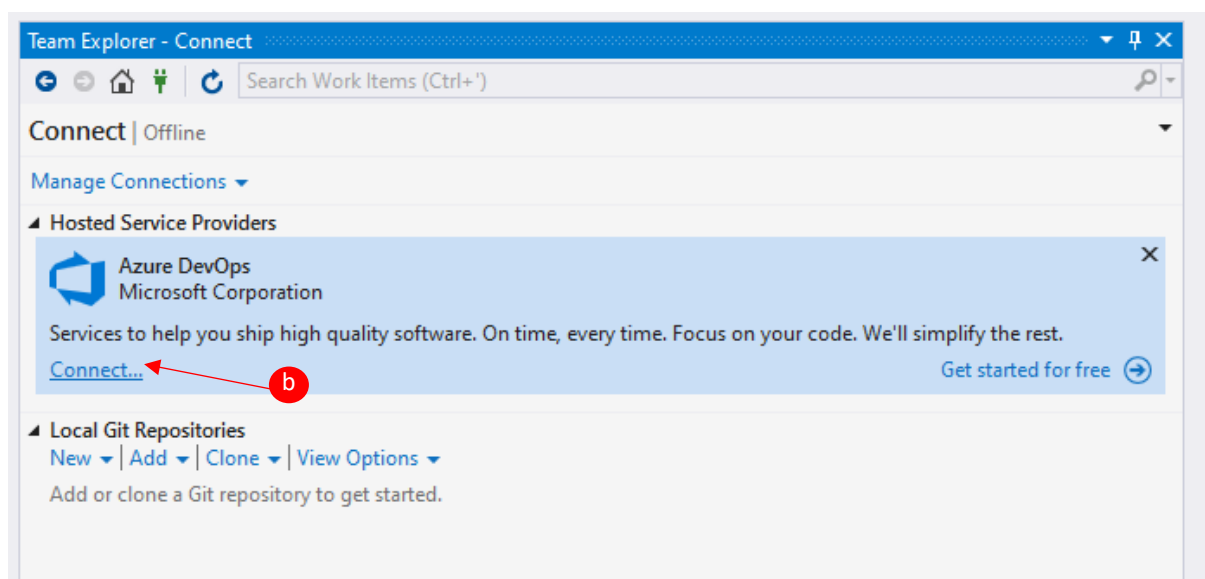 Team Explorer - Connect
Search Work Items (Ctrl+')
Connect | Offline
Manage Connections
Hosted Service Providers
Azure DevOps
Microsoft Corporation
Services to help you ship high quality software. On time, every time. Focus on your code. We'll simplify the rest.
Connect... b Get started for free
Local Git Repositories
New | Add | Clone | View Options
Add or clone a Git repository to get started.